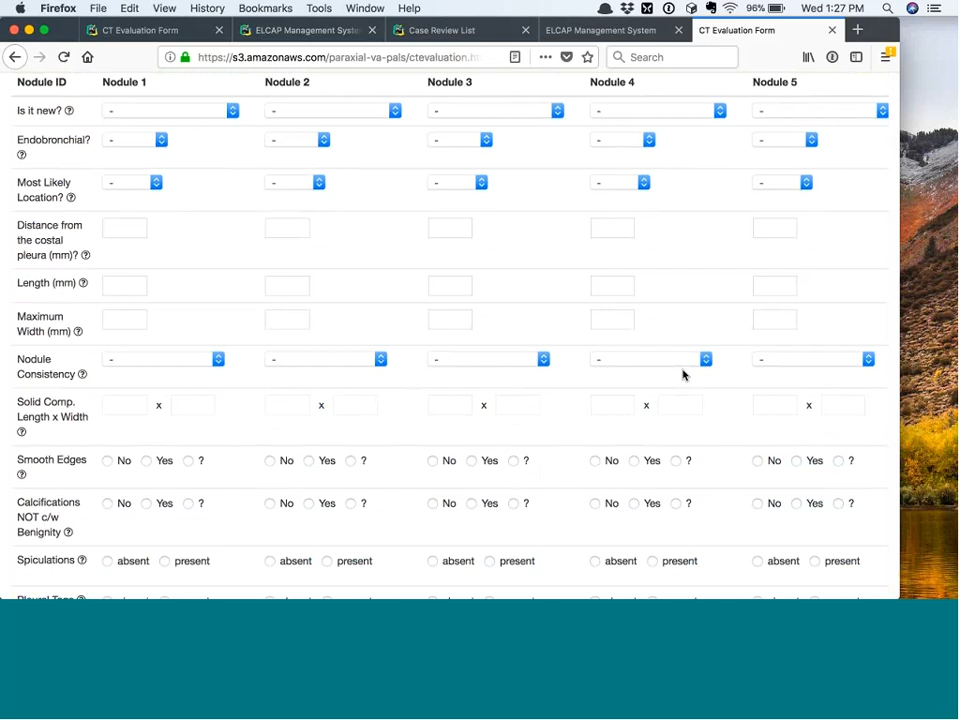 Firefox File Edit View History Bookmarks Tools Window Help 96% Wed 1:27 PM
CT Evaluation Form ELCAP Management Syste Case Review List ELCAP Management System CT Evaluation Form
https://s3.amazonaws.com/paraxial-va-pals/ctevaluation.h Search
Nodule ID Nodule 1 Nodule 2 Nodule 3 Nodule 4 Nodule 5
Is it new? ? - - - - -
Endobronchial? - - - - -
?
Most Likely - - - - -
Location? ?
Distance from
the costal
pleura (mm)? ?
Length (mm) ?
Maximum
Width (mm) ?
Nodule - - - - -
Consistency ?
Solid Comp. x x x x x
Length x Width
?
Smooth Edges No Yes ? No Yes ? No Yes ? No Yes ? No Yes ?
?
Calcifications No Yes ? No Yes ? No Yes ? No Yes ? No Yes ?
NOT c/w
Benignity ?
Spiculations ? absent present absent present absent present absent present absent present